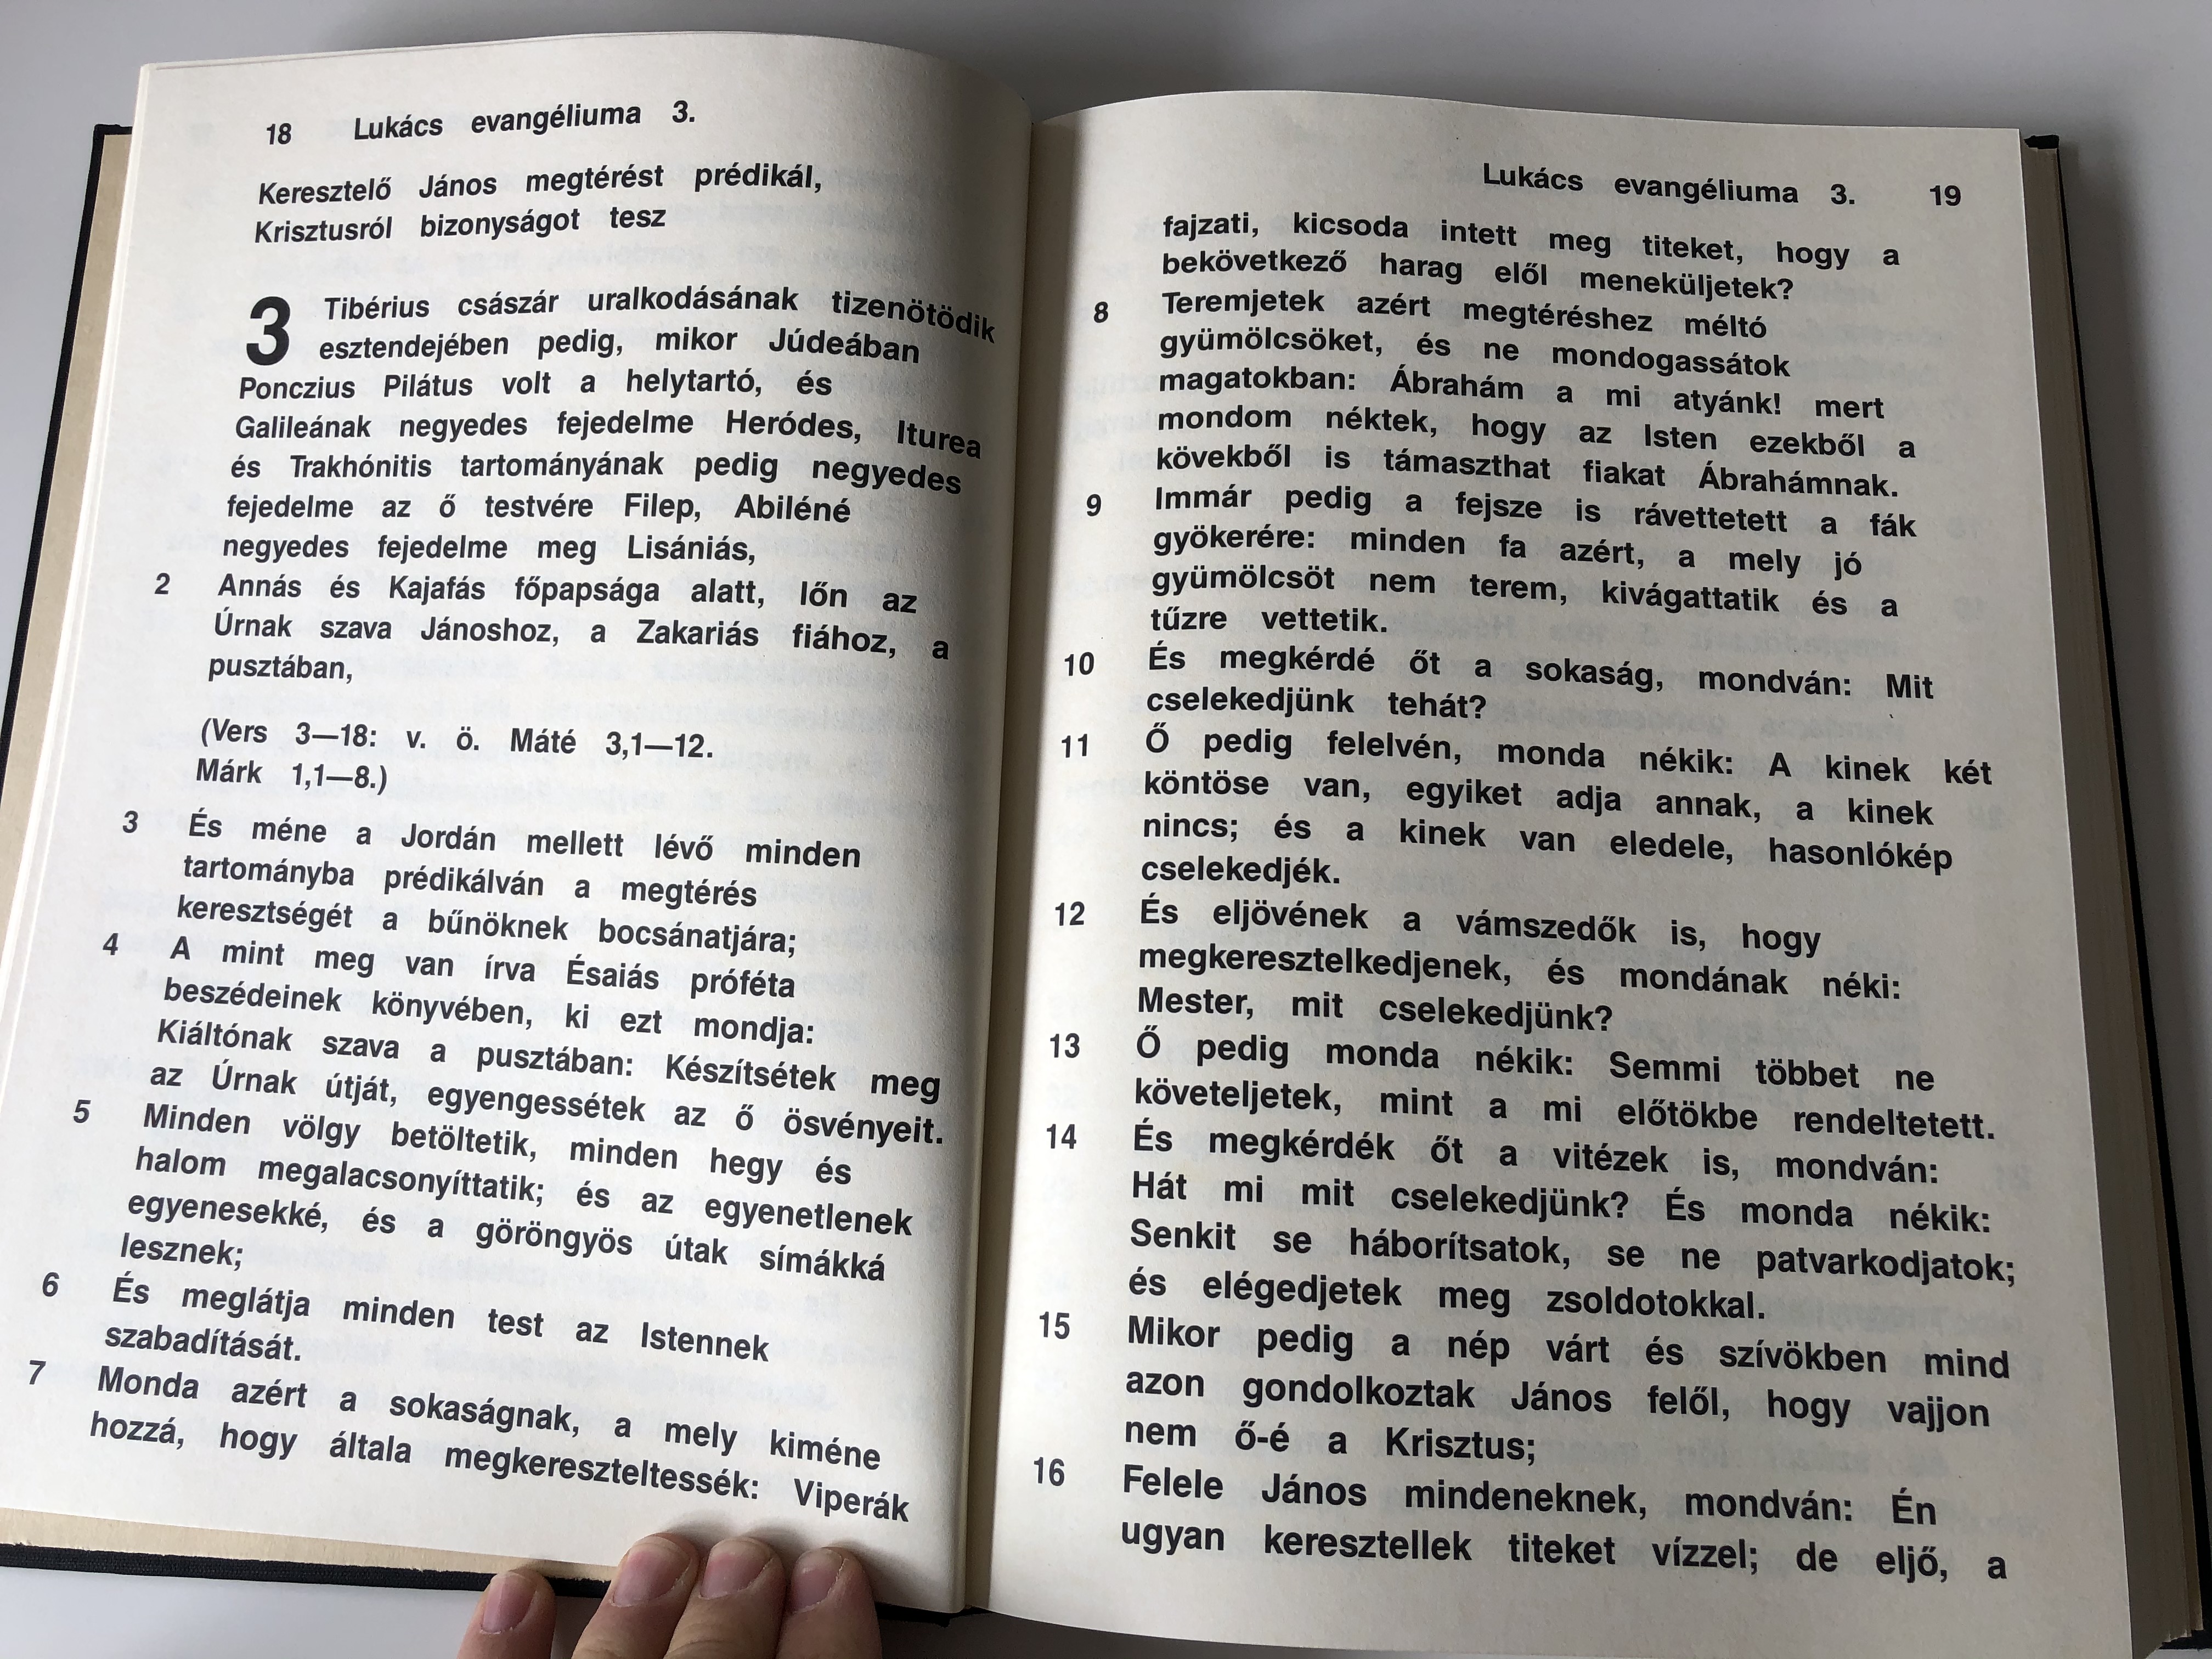 18 Lukács evangéliuma 3.
Keresztelő János megtérést prédikál,
Krisztusról bizonyságot tesz
3 Tibérius császár uralkodásának tizenötödik
esztendejében pedig, mikor Júdeában
Ponczius Pilátus volt a helytartó, és
Galileának negyedes fejedelme Heródes, Iturea
és Trakhónitis tartományának pedig negyedes
fejedelme az ő testvére Filep, Abiléné
negyedes fejedelme meg Lisániás,
2 Annás és Kajafás főpapsága alatt, lőn az
Úrnak szava Jánoshoz, a Zakariás fiához, a
pusztában,
(Vers 3—18: v. ö. Máté 3,1—12.
Márk 1,1—8.)
3 És méne a Jordán mellett lévő minden
tartományba prédikálván a megtérés
keresztségét a bűnöknek bocsánatjára;
4 A mint meg van írva Ésaiás próféta
beszédeinek könyvében, ki ezt mondja:
Kiáltónak szava a pusztában: Készítsétek meg
az Úrnak útját, egyengessétek az ő ösvényeit.
5 Minden völgy betöltetik, minden hegy és
halom megalacsonyíttatik; és az egyenetlenek
egyenesekké, és a göröngyös útak símákká
lesznek;
6 És meglátja minden test az Istennek
szabadítását.
7 Monda azért a sokaságnak, a mely kiméne
hozzá, hogy általa megkereszteltessék: Viperák
Lukács evangéliuma 3. 19
fajzati, kicsoda intett meg titeket, hogy a
bekövetkező harag elől meneküljetek?
8 Teremjetek azért megtéréshez méltó
gyümölcsöket, és ne mondogassátok
magatokban: Ábrahám a mi atyánk! mert
mondom néktek, hogy az Isten ezekből a
kövekből is támaszthat fiakat Ábrahámnak.
9 Immár pedig a fejsze is rávettetett a fák
gyökerére: minden fa azért, a mely jó
gyümölcsöt nem terem, kivágattatik és a
tűzre vettetik.
10 És megkérdé őt a sokaság, mondván: Mit
cselekedjünk tehát?
11 Ő pedig felelvén, monda nékik: A kinek két
köntöse van, egyiket adja annak, a kinek
nincs; és a kinek van eledele, hasonlókép
cselekedjék.
12 És eljövének a vámszedők is, hogy
megkeresztelkedjenek, és mondának néki:
Mester, mit cselekedjünk?
13 Ő pedig monda nékik: Semmi többet ne
követeljetek, mint a mi előtökbe rendeltetett.
14 És megkérdék őt a vitézek is, mondván:
Hát mi mit cselekedjünk? És monda nékik:
Senkit se háborítsatok, se ne patvarkodjatok;
és elégedjetek meg zsoldotokkal.
15 Mikor pedig a nép várt és szívökben mind
azon gondolkoztak János felől, hogy vajjon
nem ő-é a Krisztus;
16 Felele János mindeneknek, mondván: Én
ugyan keresztellek titeket vízzel; de eljő, a